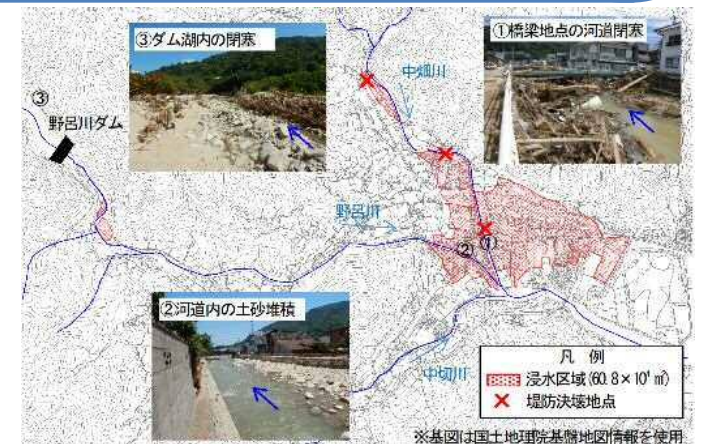 ③ダム湖内の閉塞
①橋梁地点の河道閉塞
中畑川
③
野呂川ダム
野呂川
②
①
②河道内の土砂堆積
中切川
凡 例
浸水区域(60.8×10⁴㎡)
堤防決壊地点
※基図は国土地理院基盤地図情報を使用